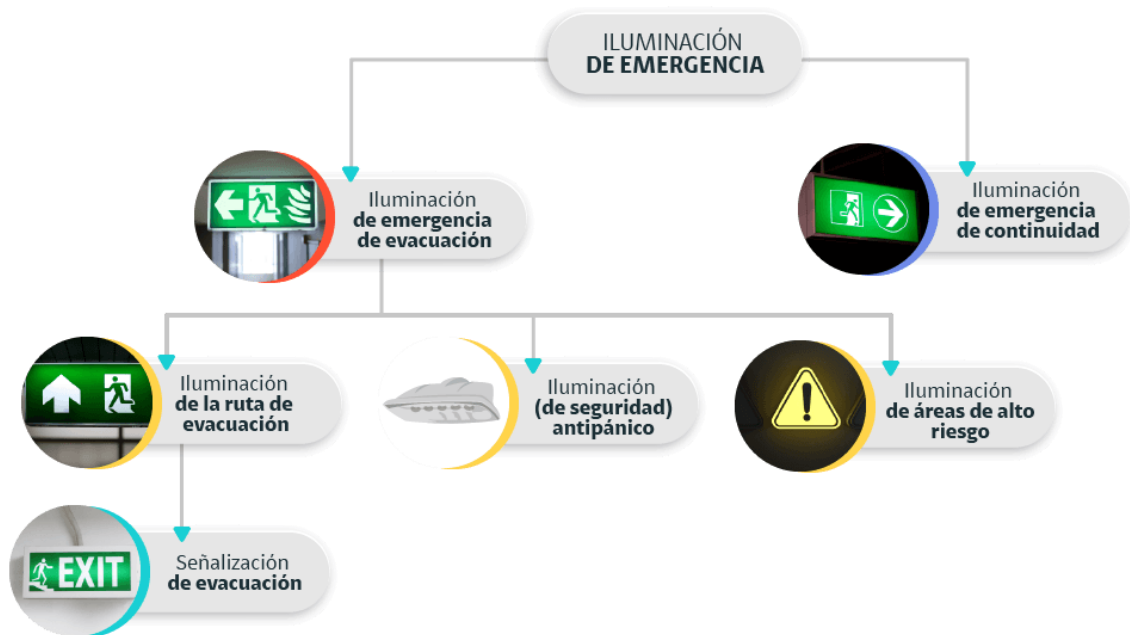 ILUMINACIÓN
DE EMERGENCIA
Iluminación
de emergencia
de evacuación
Iluminación
de emergencia
de continuidad
Iluminación
de la ruta de
evacuación
Iluminación
(de seguridad)
antipánico
Iluminación
de áreas de alto
riesgo
EXIT
Señalización
de evacuación